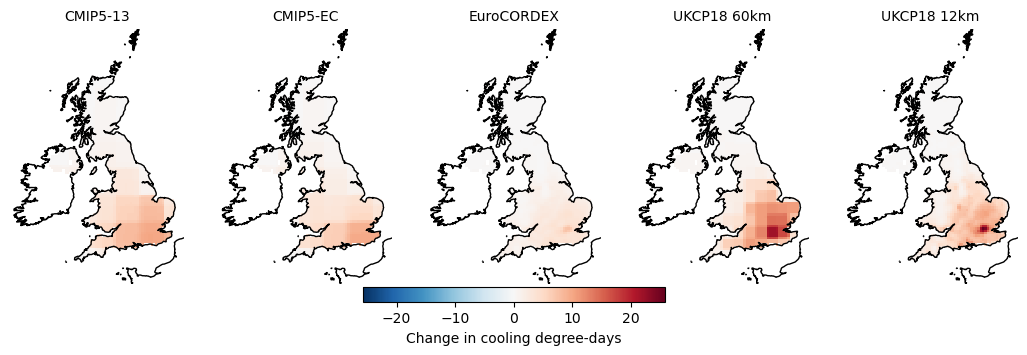 CMIP5-13 CMIP5-EC EuroCORDEX UKCP18 60km UKCP18 12km
−20 −10 0 10 20
Change in cooling degree-days